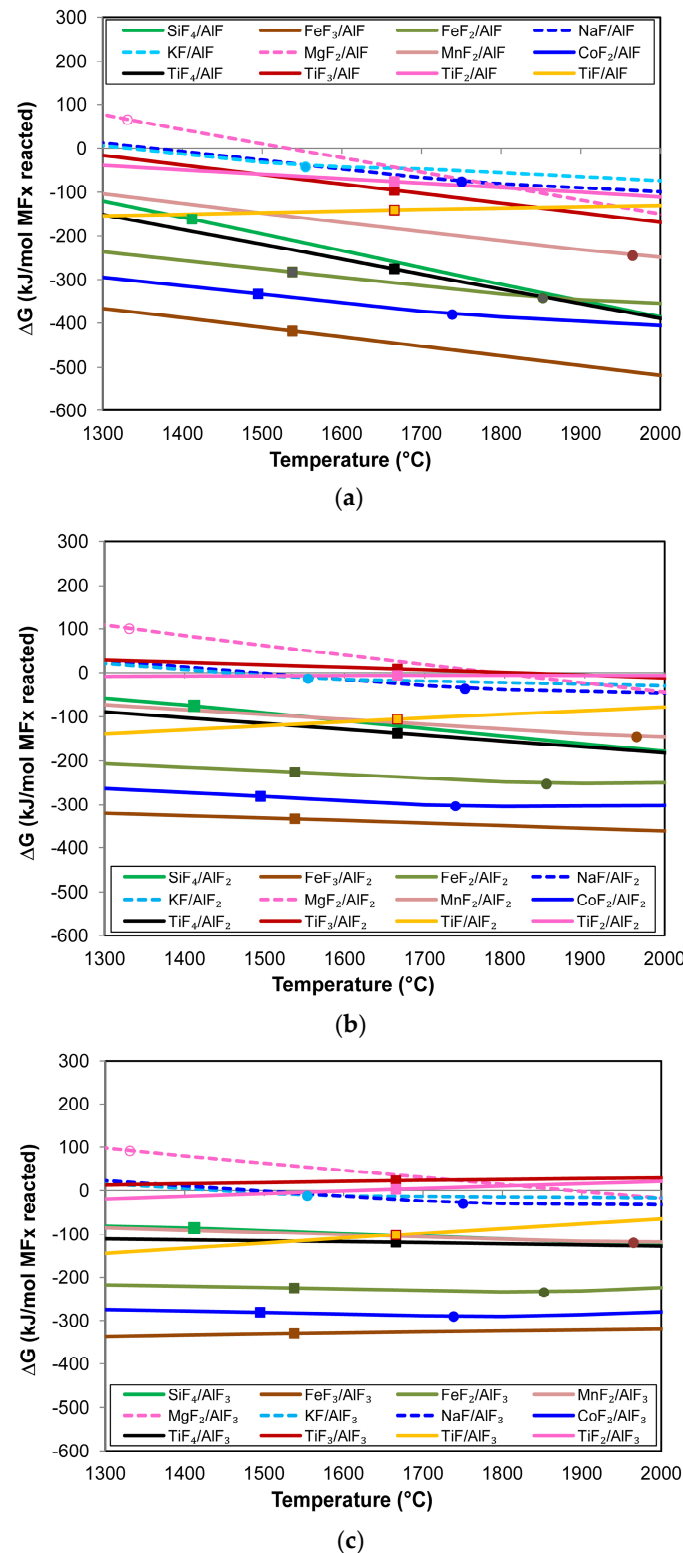 300
SiF₄/AlF FeF₃/AlF FeF₂/AlF NaF/AlF
KF/AlF MgF₂/AlF MnF₂/AlF CoF₂/AlF
TiF₄/AlF TiF₃/AlF TiF₂/AlF TiF/AlF
200
100
0
-100
-200
-300
-400
-500
-600
ΔG (kJ/mol MFx reacted)
1300 1400 1500 1600 1700 1800 1900 2000
Temperature (°C)
(a)
300
200
100
0
-100
-200
-300
-400
-500
-600
ΔG (kJ/mol MFx reacted)
SiF₄/AlF₂ FeF₃/AlF₂ FeF₂/AlF₂ NaF/AlF₂
KF/AlF₂ MgF₂/AlF₂ MnF₂/AlF₂ CoF₂/AlF₂
TiF₄/AlF₂ TiF₃/AlF₂ TiF/AlF₂ TiF₂/AlF₂
1300 1400 1500 1600 1700 1800 1900 2000
Temperature (°C)
(b)
300
200
100
0
-100
-200
-300
-400
-500
-600
ΔG (kJ/mol MFx reacted)
SiF₄/AlF₃ FeF₃/AlF₃ FeF₂/AlF₃ MnF₂/AlF₃
MgF₂/AlF₃ KF/AlF₃ NaF/AlF₃ CoF₂/AlF₃
TiF₄/AlF₃ TiF₃/AlF₃ TiF/AlF₃ TiF₂/AlF₃
1300 1400 1500 1600 1700 1800 1900 2000
Temperature (°C)
(c)